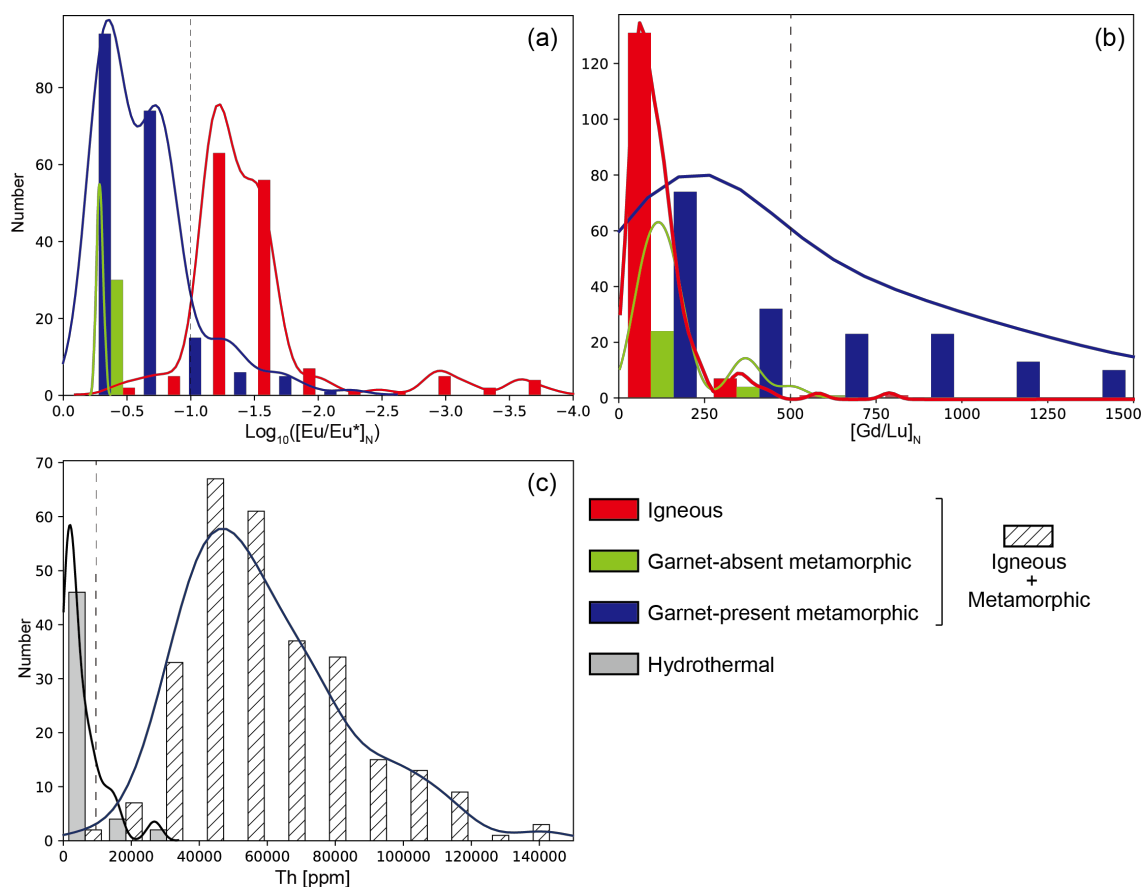 (a)
80
60
40
20
0
Number
0.0 -0.5 -1.0 -1.5 -2.0 -2.5 -3.0 -3.5 -4.0
Log10([Eu/Eu*]N)
(b)
120
100
80
60
40
20
0
0 250 500 750 1000 1250 1500
[Gd/Lu]N
(c)
70
60
50
40
30
20
10
0
Number
0 20000 40000 60000 80000 100000 120000 140000
Th [ppm]
Igneous
Garnet-absent metamorphic
Garnet-present metamorphic
Hydrothermal
Igneous
+
Metamorphic